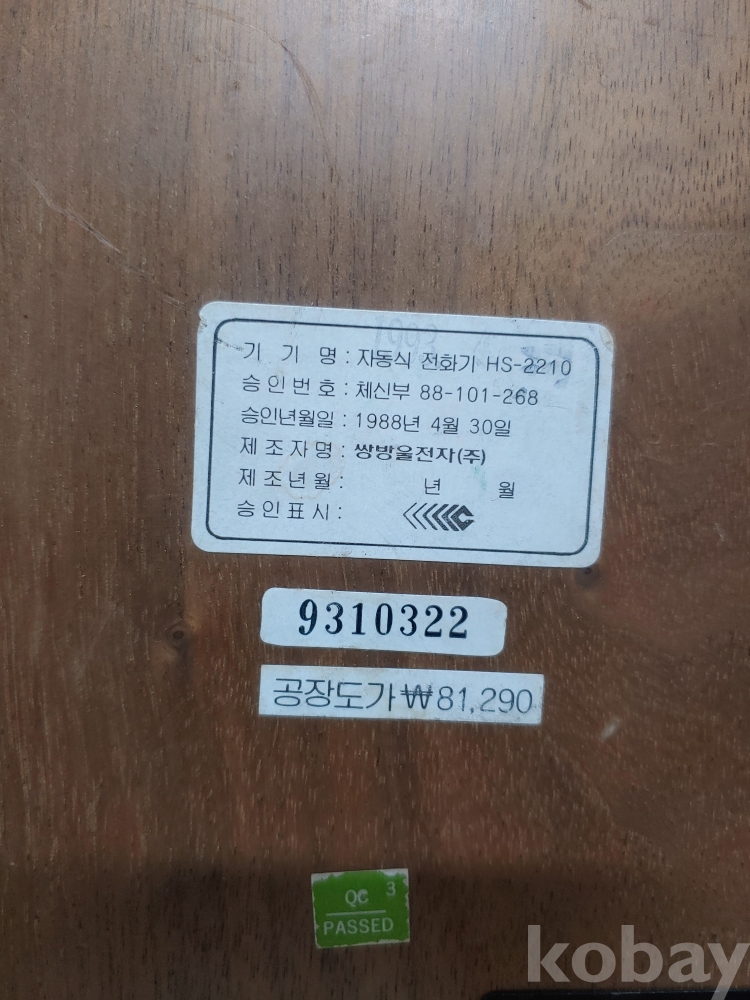 1993
기 기 명 : 자동식 전화기 HS-2210
승인번호 : 체신부 88-101-268
승인년월일 : 1988년 4월 30일
제조자명 : 쌍방울전자(주)
제조년월 : 년 월
승인표시 :
9310322
공장도가₩81,290
QC 3
PASSED
kobay